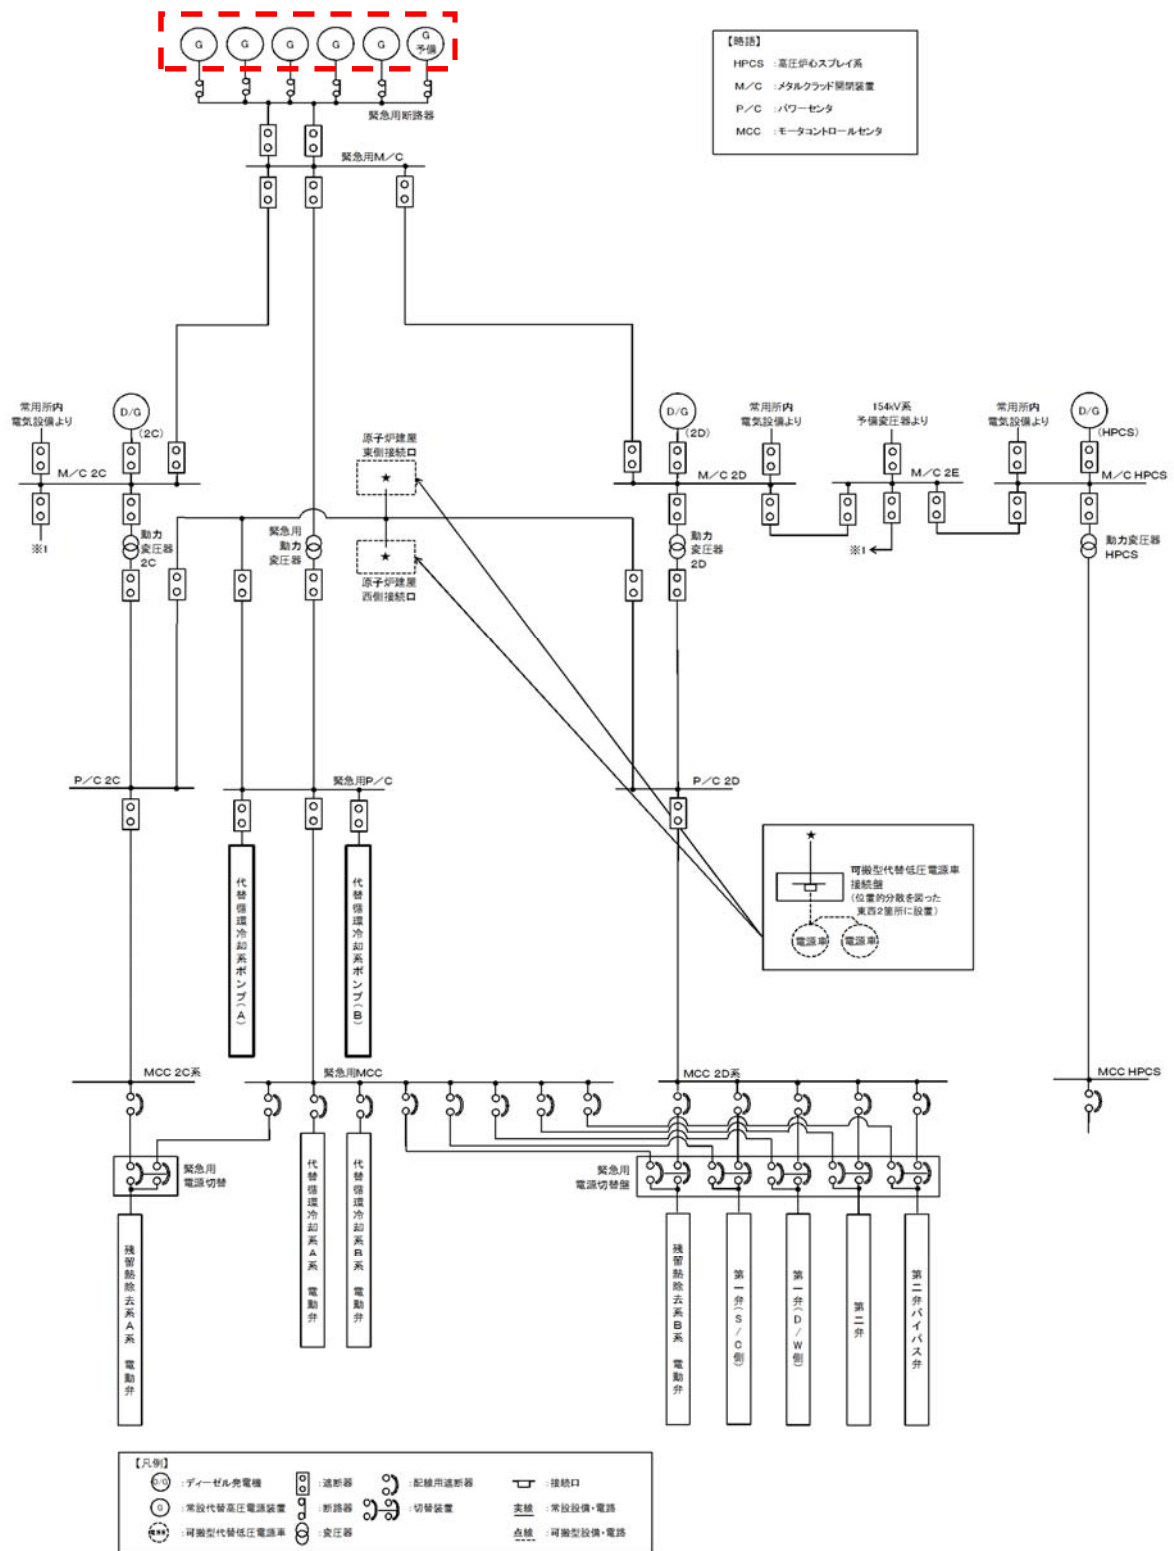 G
G
G
G
G
G
予備
【略語】
HPCS :高圧炉心スプレイ系
M/C :メタルクラッド開閉装置
P/C :パワーセンタ
MCC :モータコントロールセンタ
緊急用断路器
緊急用M/C
常用所内
電気設備より
D/G
(2C)
M/C 2C
※1
動力
変圧器
2C
原子炉建屋
東側接続口
★
★
原子炉建屋
西側接続口
緊急用
動力
変圧器
D/G
(2D)
M/C 2D
動力
変圧器
2D
常用所内
電気設備より
154kV系
予備変圧器より
M/C 2E
※1
常用所内
電気設備より
D/G
(HPCS)
M/C HPCS
動力変圧器
HPCS
P/C 2C
緊急用P/C
P/C 2D
代替循環冷却系ポンプ(A)
代替循環冷却系ポンプ(B)
★
可搬型代替低圧電源車
接続盤
(位置的分散を図った
東西2箇所に設置)
電源車
電源車
MCC 2C系
緊急用MCC
MCC 2D系
MCC HPCS
緊急用
電源切替
緊急用
電源切替盤
残留熱除去系A系 電動弁
代替循環冷却系A系 電動弁
代替循環冷却系B系 電動弁
残留熱除去系B系 電動弁
第一弁(S/C側)
第一弁(D/W側)
第二弁
第二弁バイパス弁
【凡例】
D/G :ディーゼル発電機
:遮断器
:配線用遮断器
:接続口
G :常設代替高圧電源装置
:断路器
:切替装置
実線 :常設設備・電路
電源車 :可搬型代替低圧電源車
:変圧器
点線 :可搬型設備・電路